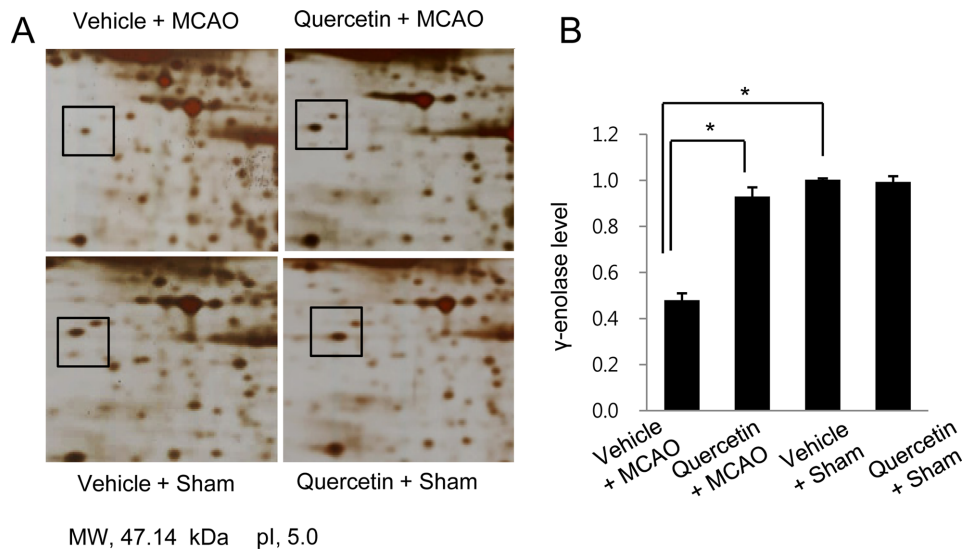 A
Vehicle + MCAO
Quercetin + MCAO
Vehicle + Sham
Quercetin + Sham
MW, 47.14 kDa pI, 5.0
B
*
*
γ-enolase level
1.2
1.0
0.8
0.6
0.4
0.2
0.0
Vehicle
+ MCAO
Quercetin
+ MCAO
Vehicle
+ Sham
Quercetin
+ Sham